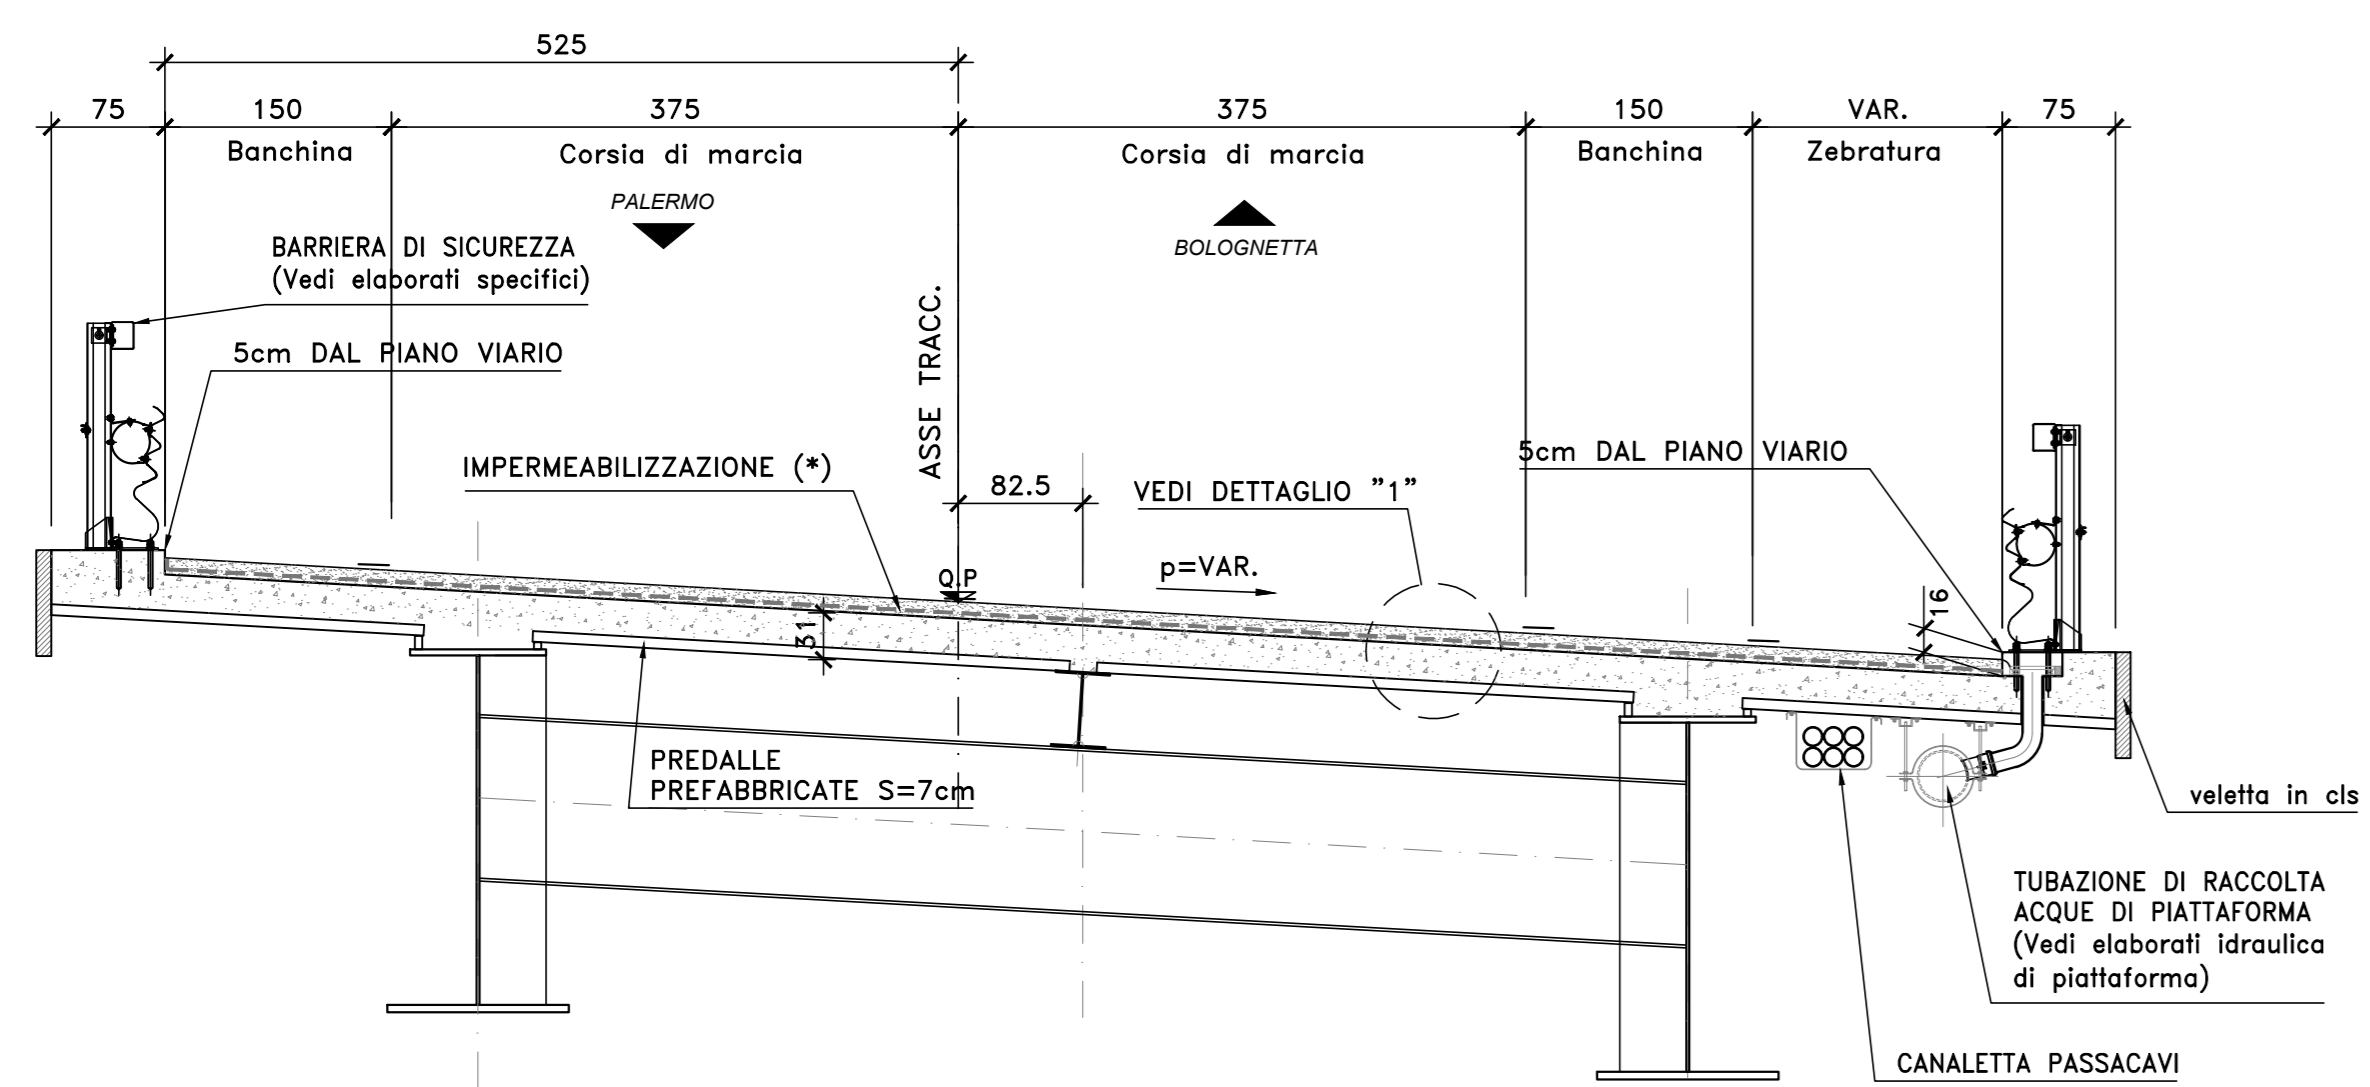 525
75
150
375
375
150
VAR.
75
Banchina
Corsia di marcia
Corsia di marcia
Banchina
Zebratura
PALERMO
BOLOGNETTA
BARRIERA DI SICUREZZA
(Vedi elaborati specifici)
5cm DAL PIANO VIARIO
ASSE TRACC.
5cm DAL PIANO VIARIO
IMPERMEABILIZZAZIONE (*)
82.5
VEDI DETTAGLIO "1"
p=VAR.
Q.P
31
16
PREDALLE
PREFABBRICATE S=7cm
veletta in cls
TUBAZIONE DI RACCOLTA
ACQUE DI PIATTAFORMA
(Vedi elaborati idraulica
di piattaforma)
CANALETTA PASSACAVI